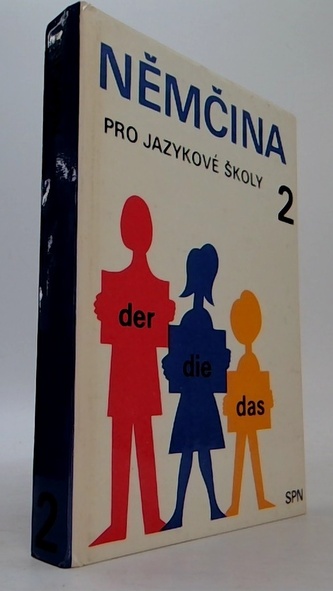 NĚMČINA
PRO JAZYKOVÉ ŠKOLY
2
der
die
das
SPN
2